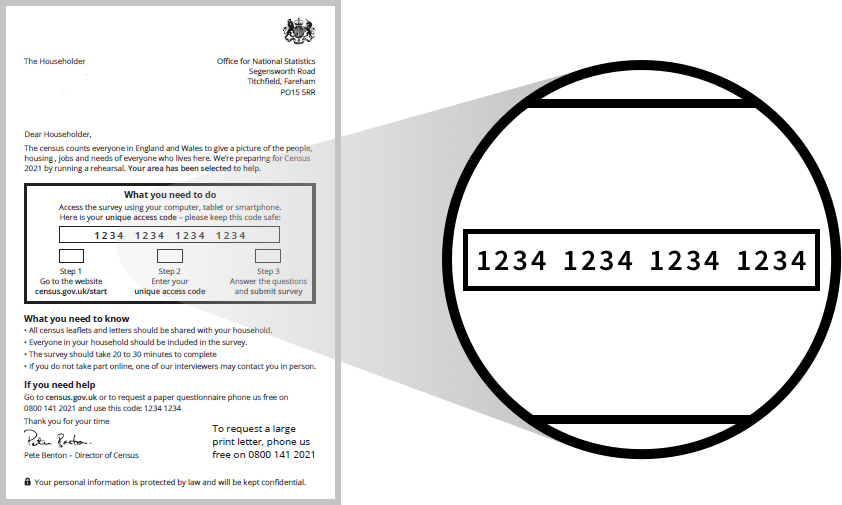 The Householder
Office for National Statistics
Segensworth Road
Titchfield, Fareham
PO15 5RR
Dear Householder,
The census counts everyone in England and Wales to give a picture of the people,
housing , jobs and needs of everyone who lives here. We're preparing for Census
2021 by running a rehearsal. Your area has been selected to help.
What you need to do
Access the survey using your computer, tablet or smartphone.
Here is your unique access code – please keep this code safe:
1234 1234 1234 1234
Step 1
Go to the website
census.gov.uk/start
Step 2
Enter your
unique access code
Step 3
Answer the questions
and submit survey
What you need to know
• All census leaflets and letters should be shared with your household.
• Everyone in your household should be included in the survey.
• The survey should take 20 to 30 minutes to complete
• If you do not take part online, one of our interviewers may contact you in person.
If you need help
Go to census.gov.uk or to request a paper questionnaire phone us free on
0800 141 2021 and use this code: 1234 1234
Thank you for your time
Pete Benton
Pete Benton – Director of Census
To request a large
print letter, phone us
free on 0800 141 2021
Your personal information is protected by law and will be kept confidential.
1234 1234 1234 1234